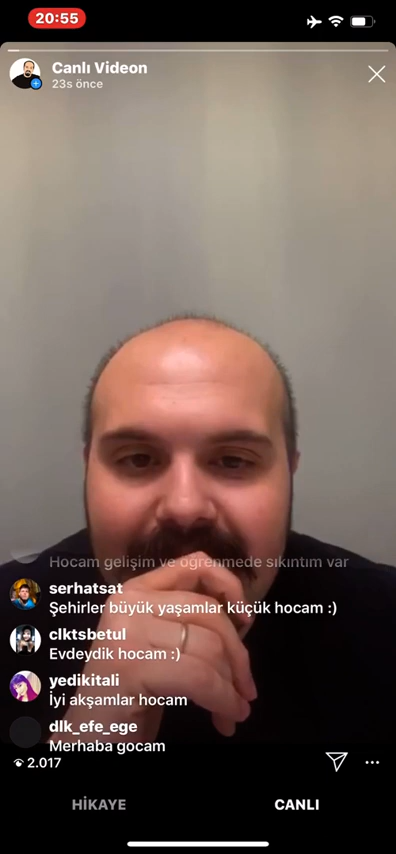 20:55
Canlı Videon
23s önce
Hocam gelişim ve öğrenmede sıkıntım var
serhatsat
Şehirler büyük yaşamlar küçük hocam :)
clktsbetul
Evdeydik hocam :)
yedikitali
İyi akşamlar hocam
dlk_efe_ege
Merhaba gocam
2.017
HİKAYE
CANLI